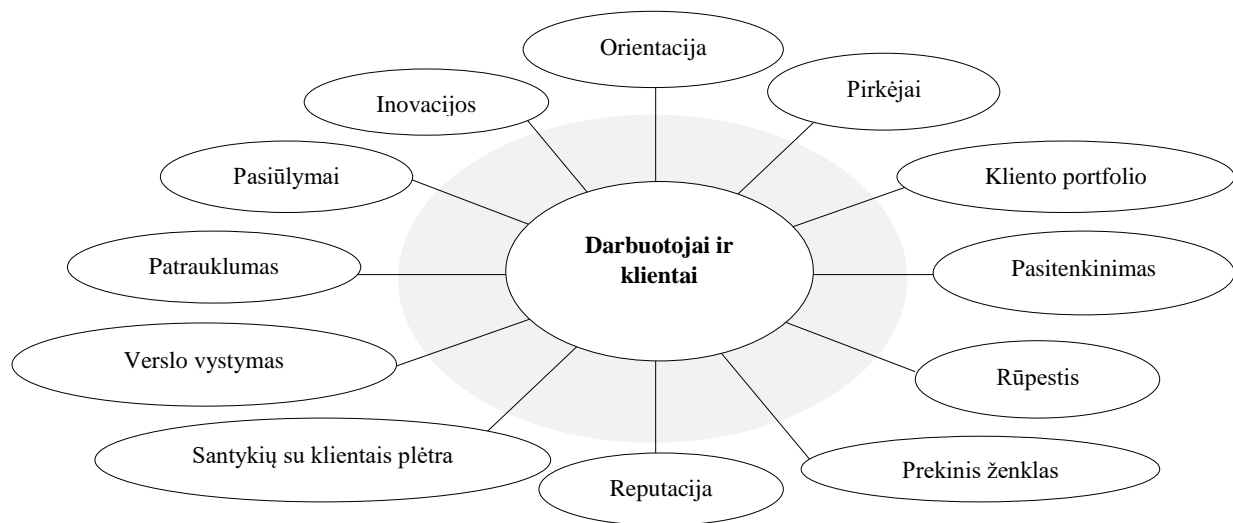 Orientacija
Pirkėjai
Inovacijos
Pasiūlymai
Kliento portfolio
Darbuotojai ir
klientai
Patrauklumas
Pasitenkinimas
Verslo vystymas
Rūpestis
Santykių su klientais plėtra
Prekinis ženklas
Reputacija